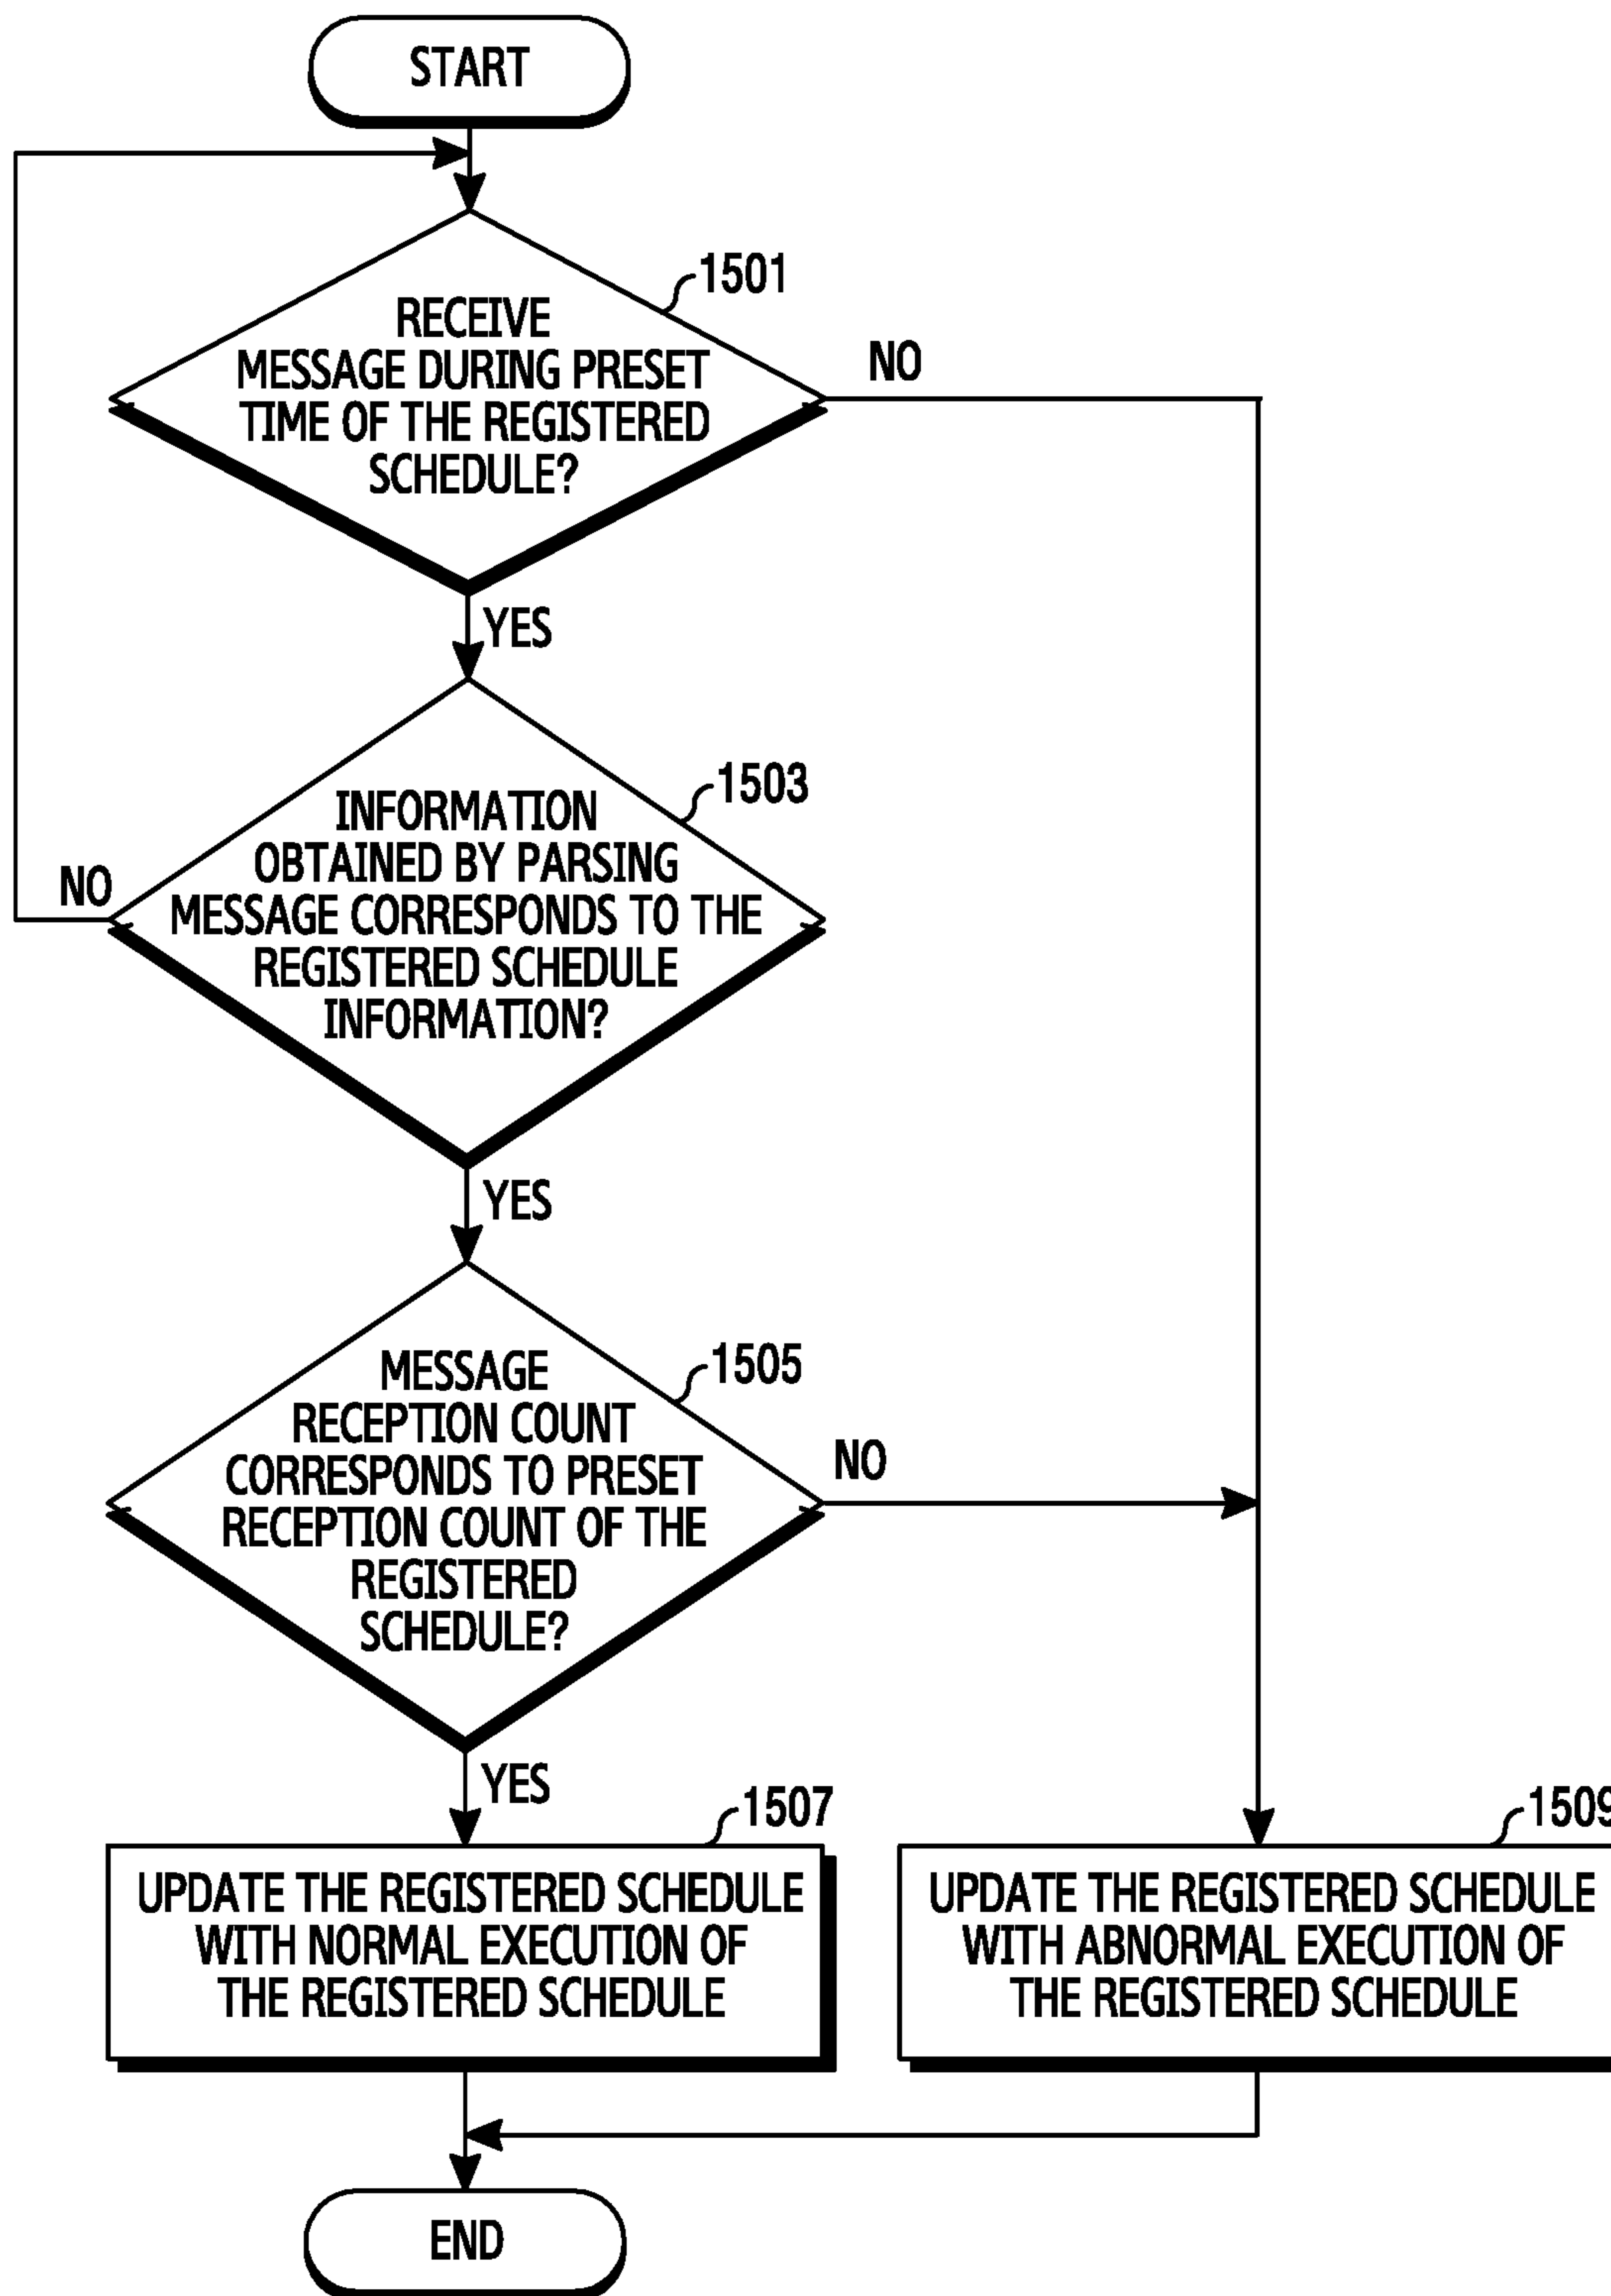 START
1501
RECEIVE
MESSAGE DURING PRESET
TIME OF THE REGISTERED
SCHEDULE?
NO
YES
1503
INFORMATION
OBTAINED BY PARSING
MESSAGE CORRESPONDS TO THE
REGISTERED SCHEDULE
INFORMATION?
NO
YES
1505
MESSAGE
RECEPTION COUNT
CORRESPONDS TO PRESET
RECEPTION COUNT OF THE
REGISTERED
SCHEDULE?
NO
YES
1507
UPDATE THE REGISTERED SCHEDULE
WITH NORMAL EXECUTION OF
THE REGISTERED SCHEDULE
1509
UPDATE THE REGISTERED SCHEDULE
WITH ABNORMAL EXECUTION OF
THE REGISTERED SCHEDULE
END